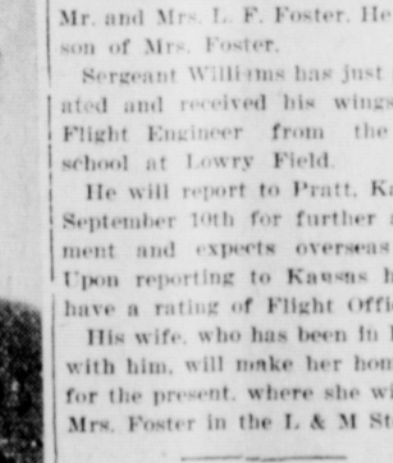 Mr. and Mrs. L. F. Foster. He
son of Mrs. Foster.
Sergeant Williams has just
ated and received his wings
Flight Engineer from the
school at Lowry Field.
He will report to Pratt, Ka
September 10th for further
ment and expects overseas
Upon reporting to Kansas h
have a rating of Flight Offi
His wife, who has been in
with him, will make her hom
for the present, where she wi
Mrs. Foster in the L & M St